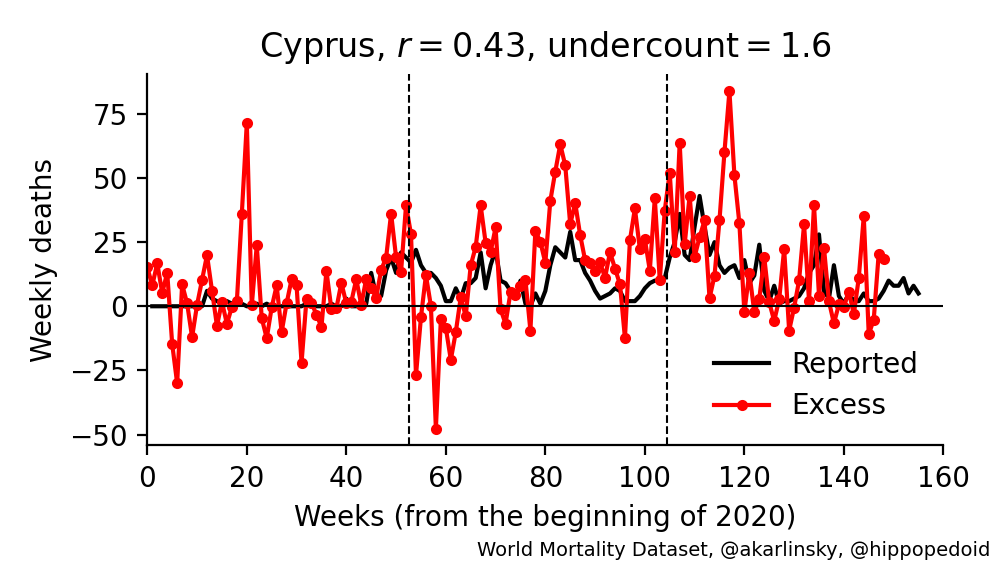 Cyprus, r = 0.43, undercount = 1.6
Weekly deaths
75
50
25
0
−25
−50
Reported
Excess
0 20 40 60 80 100 120 140 160
Weeks (from the beginning of 2020)
World Mortality Dataset, @akarlinsky, @hippopedoid